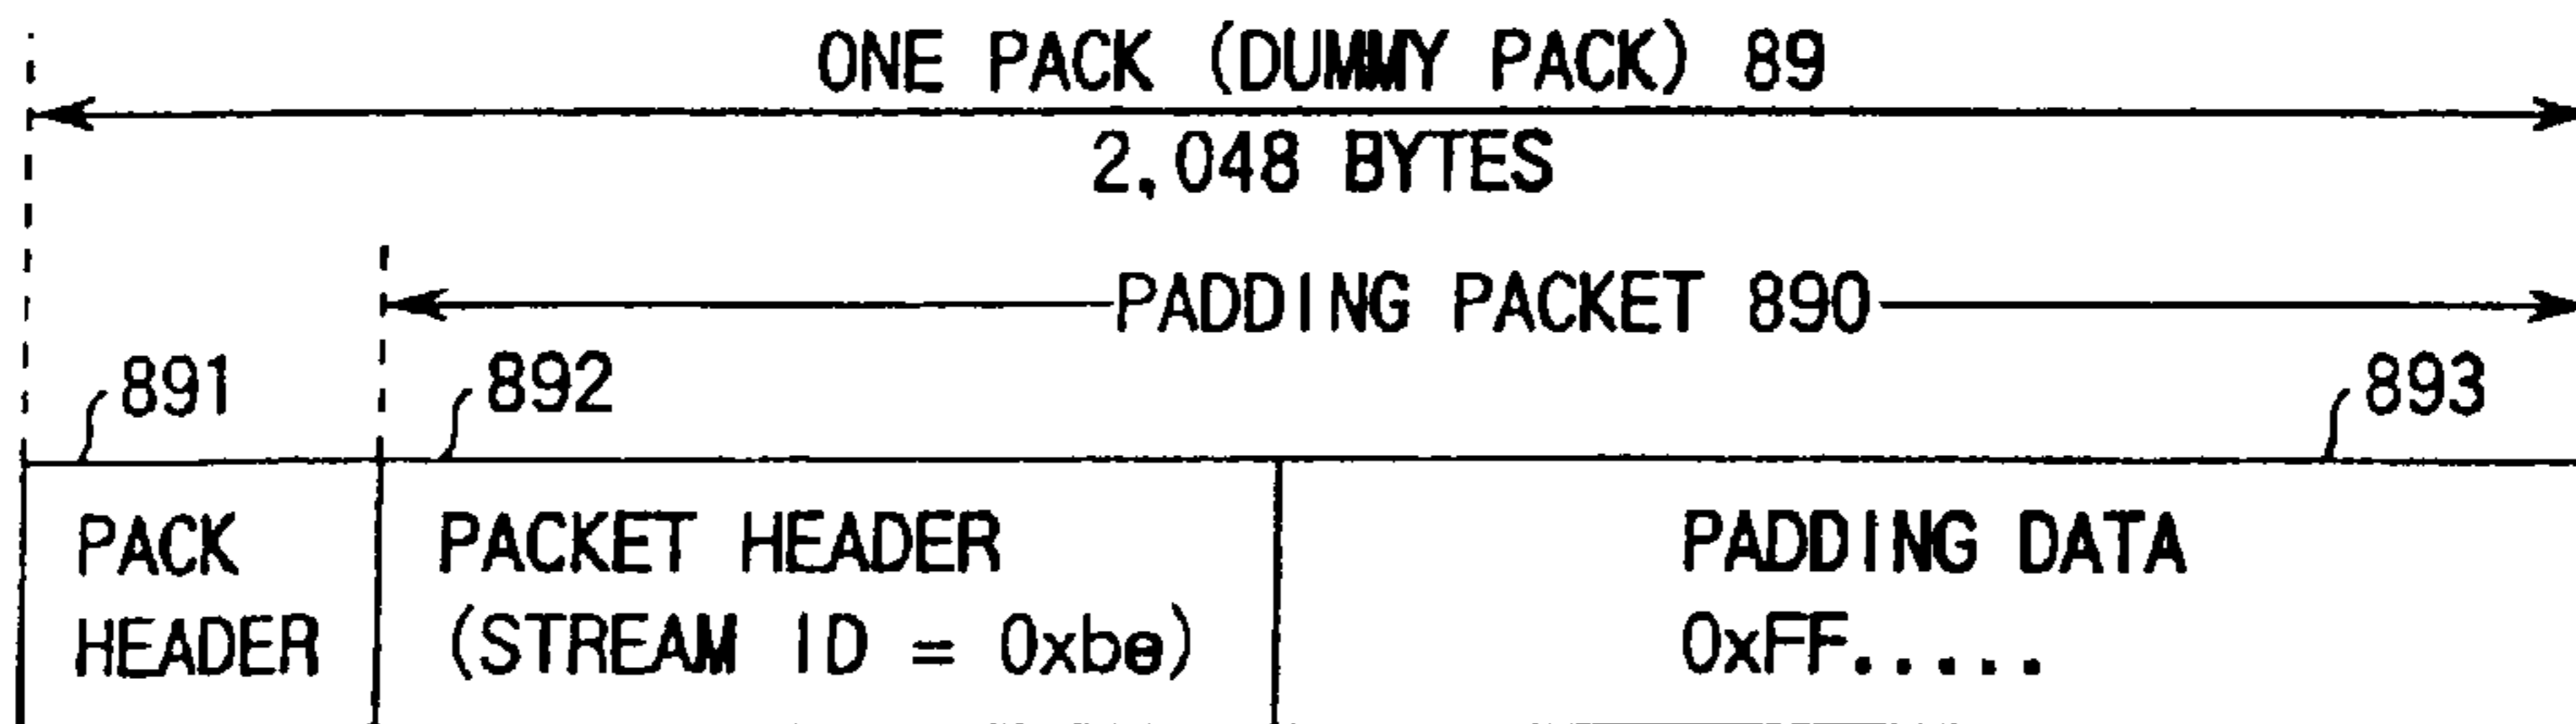 ONE PACK (DUMMY PACK) 89
2,048 BYTES
PADDING PACKET 890
891
892
893
PACK
HEADER
PACKET HEADER
(STREAM ID = 0xbe)
PADDING DATA
0xFF.....